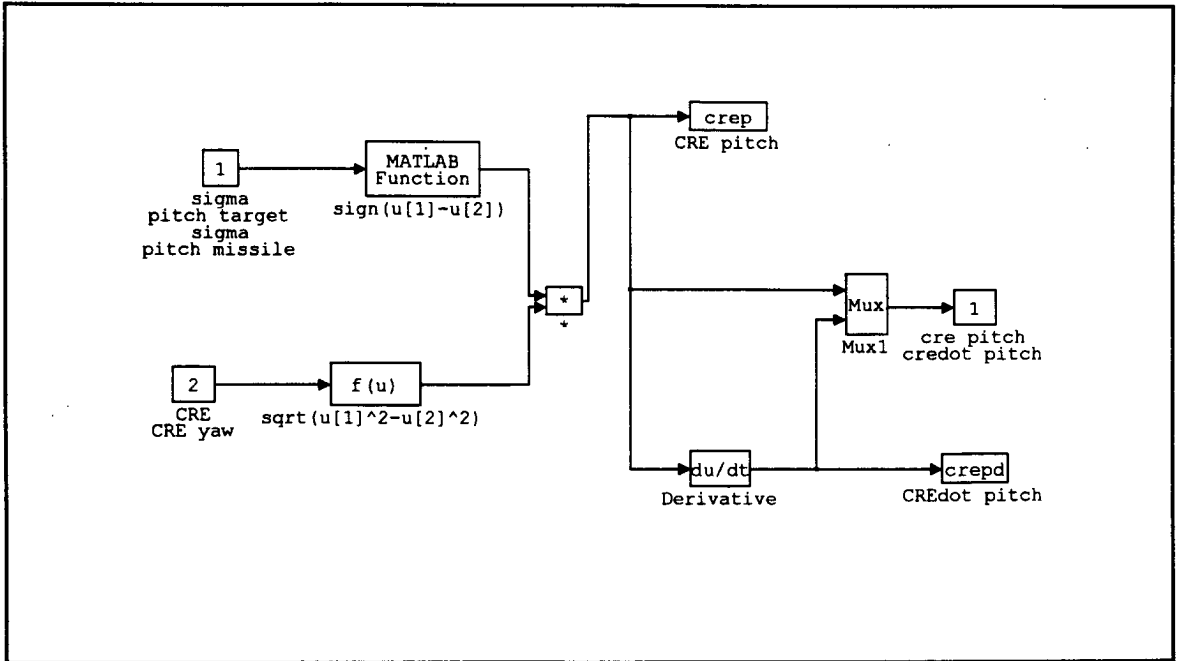 crep
CRE pitch
1
MATLAB
Function
sigma
pitch target
sigma
pitch missile
sign(u[1]-u[2])
*
*
Mux
Mux1
1
cre pitch
credot pitch
2
CRE
CRE yaw
f(u)
sqrt(u[1]^2-u[2]^2)
du/dt
Derivative
crepd
CREdot pitch